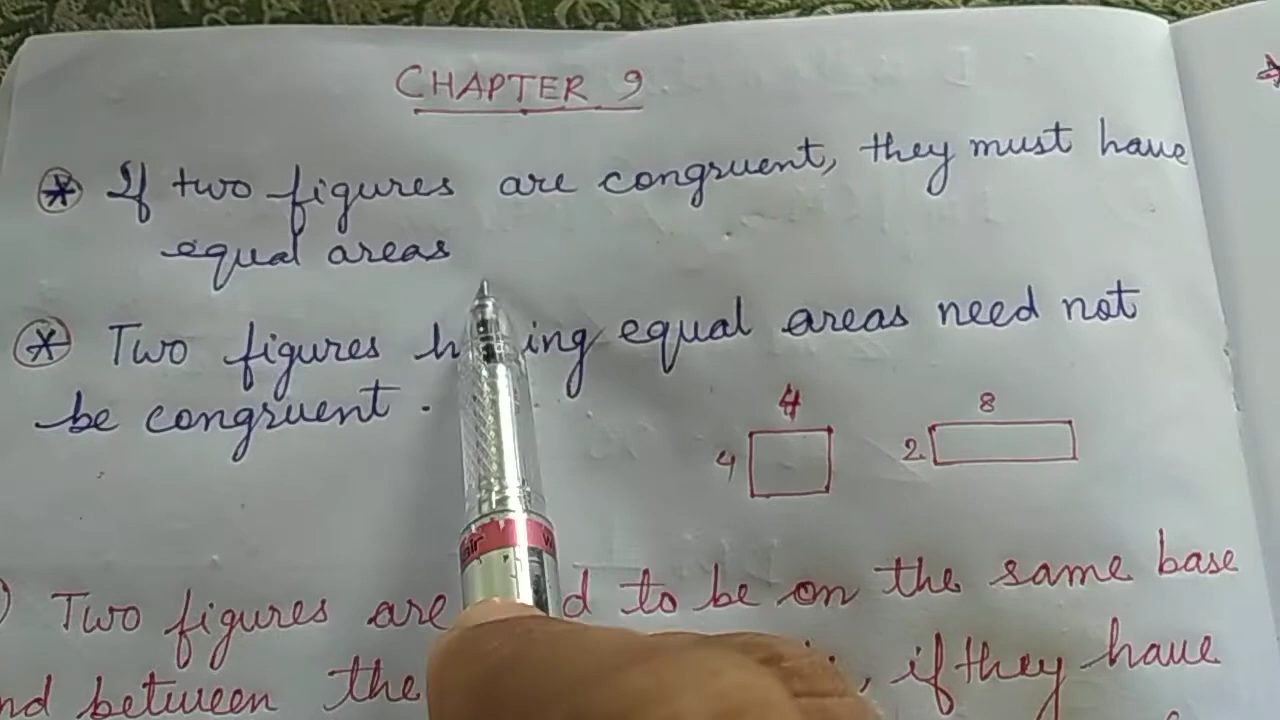 CHAPTER 9
* If two figures are congruent, they must have
equal areas
* Two figures equal areas need not
be congruent.
4
4
8
2
) Two figures are to be on the same base
between the , if they have